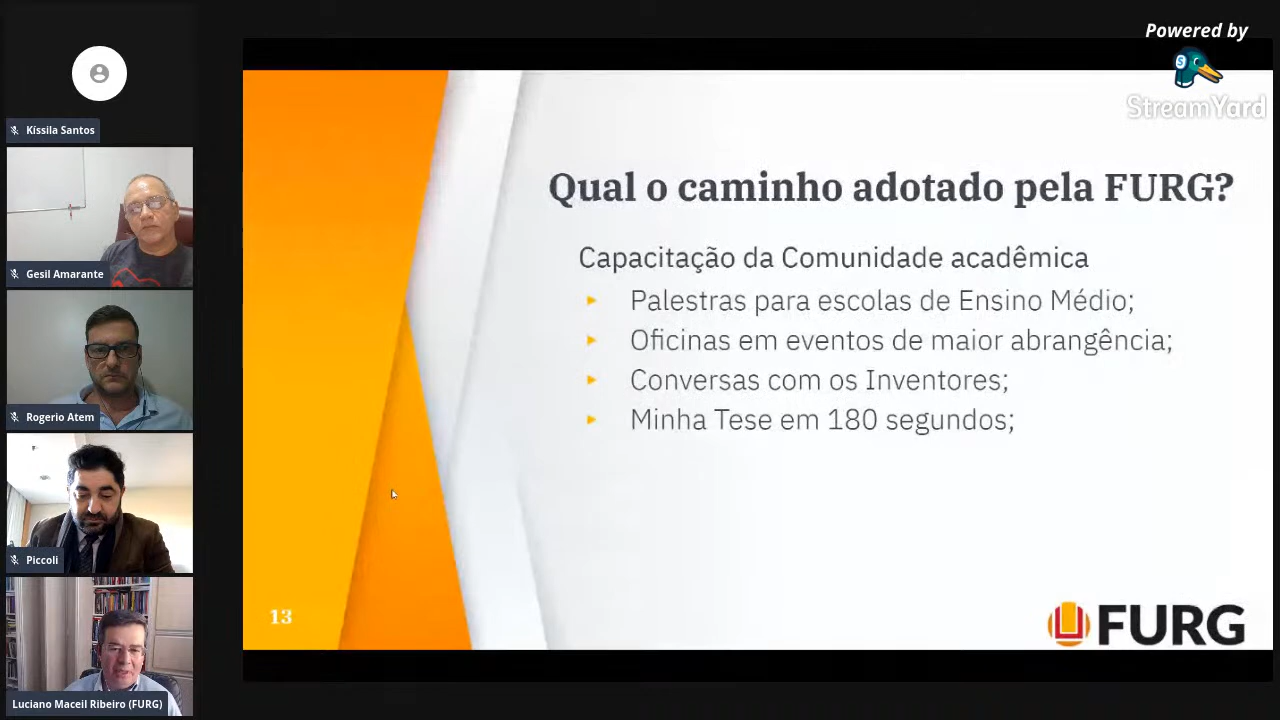 Powered by
StreamYard
Kíssila Santos
Gesil Amarante
Rogerio Atem
Piccoli
Luciano Maceil Ribeiro (FURG)
Qual o caminho adotado pela FURG?
Capacitação da Comunidade acadêmica
Palestras para escolas de Ensino Médio;
Oficinas em eventos de maior abrangência;
Conversas com os Inventores;
Minha Tese em 180 segundos;
13
FURG